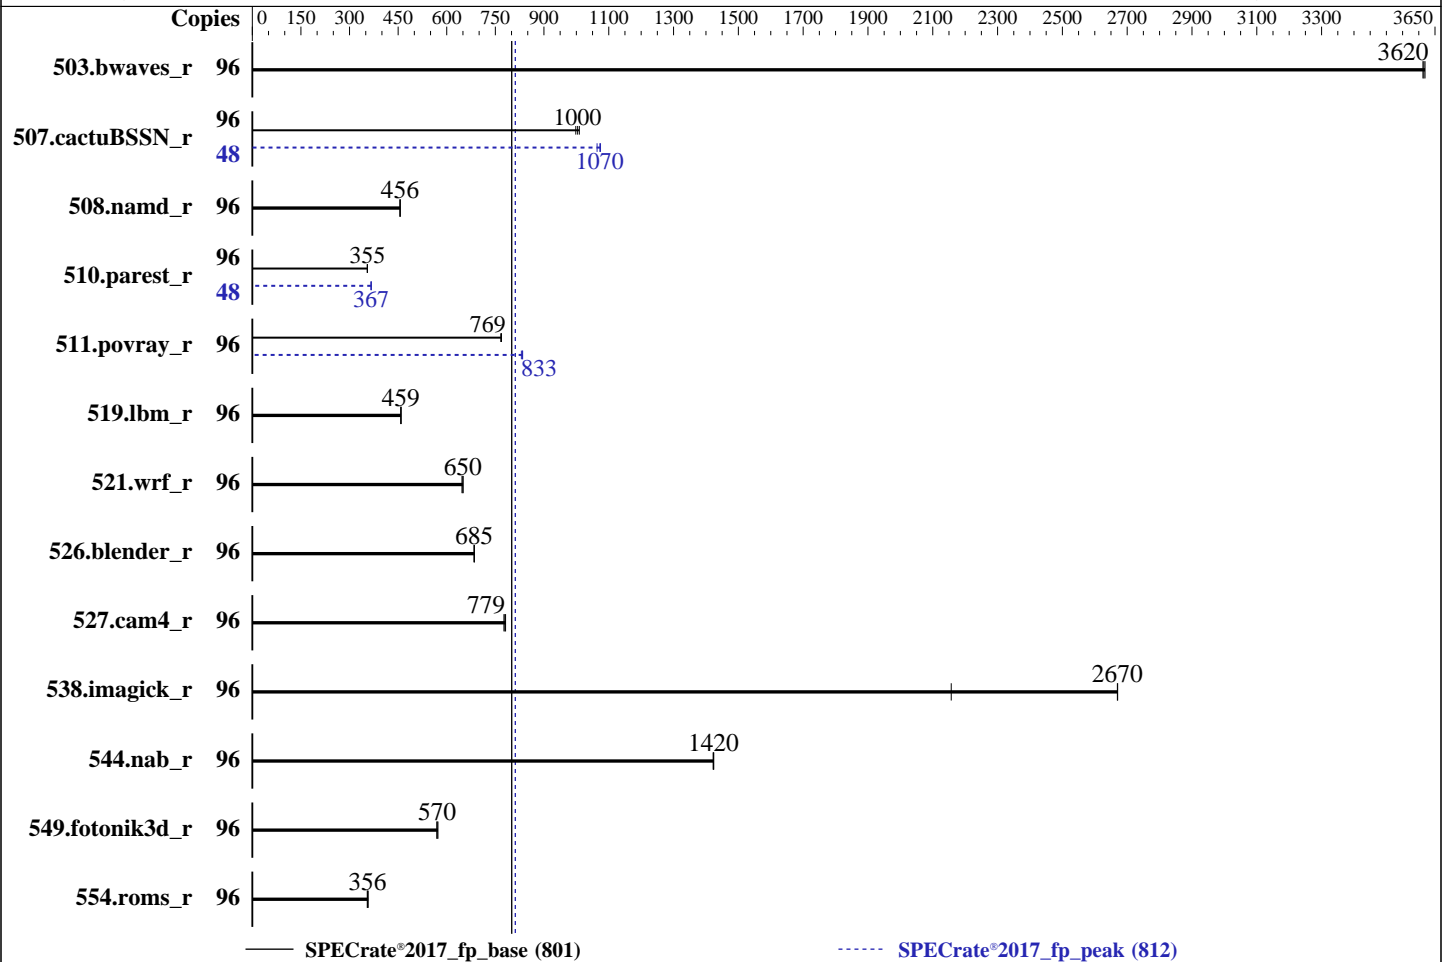 Copies 0 150 300 450 600 750 900 1100 1300 1500 1700 1900 2100 2300 2500 2700 2900 3100 3300 3650
503.bwaves_r 96 3620
507.cactuBSSN_r 96 1000
48 1070
508.namd_r 96 456
510.parest_r 96 355
48 367
511.povray_r 96 769
833
519.lbm_r 96 459
521.wrf_r 96 650
526.blender_r 96 685
527.cam4_r 96 779
538.imagick_r 96 2670
544.nab_r 96 1420
549.fotonik3d_r 96 570
554.roms_r 96 356
SPECrate®2017_fp_base (801) SPECrate®2017_fp_peak (812)